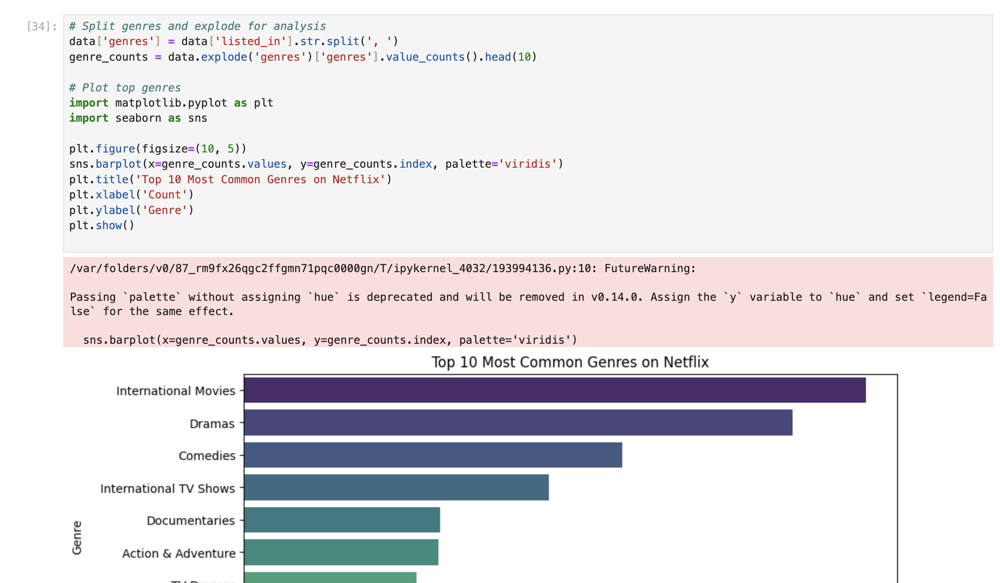 [34]:
# Split genres and explode for analysis
data['genres'] = data['listed_in'].str.split(', ')
genre_counts = data.explode('genres')['genres'].value_counts().head(10)
# Plot top genres
import matplotlib.pyplot as plt
import seaborn as sns
plt.figure(figsize=(10, 5))
sns.barplot(x=genre_counts.values, y=genre_counts.index, palette='viridis')
plt.title('Top 10 Most Common Genres on Netflix')
plt.xlabel('Count')
plt.ylabel('Genre')
plt.show()
/var/folders/v0/87_rm9fx26qgc2ffgmn71pqc0000gn/T/ipykernel_4032/193994136.py:10: FutureWarning:
Passing `palette` without assigning `hue` is deprecated and will be removed in v0.14.0. Assign the `y` variable to `hue` and set `legend=Fa
lse` for the same effect.
sns.barplot(x=genre_counts.values, y=genre_counts.index, palette='viridis')
Top 10 Most Common Genres on Netflix
International Movies
Dramas
Comedies
International TV Shows
Documentaries
Genre
Action & Adventure
TV Dramas